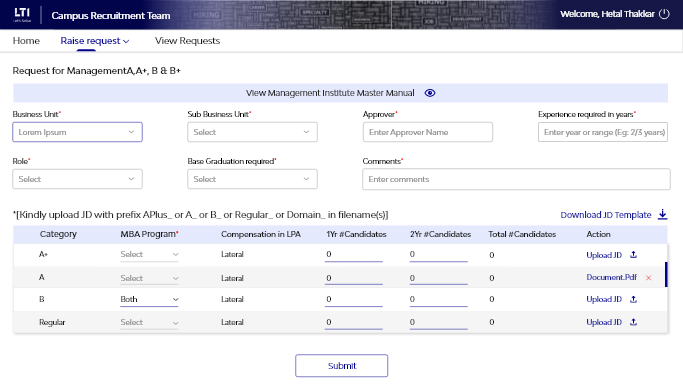 LTI Campus Recruitment Team Welcome, Hetal Thakkar
Let's Solve
HIRING SPECIALTY HIRING JOB
Home Raise request View Requests
Request for ManagementA,A+, B & B+
View Management Institute Master Manual
Business Unit* Sub Business Unit* Approver* Experience required in years*
Lorem Ipsum Select Enter Approver Name Enter year or range (Eg: 2/3 years)
Role* Base Graduation required* Comments*
Select Select Enter comments
*[Kindly upload JD with prefix APlus_ or A_ or B_ or Regular_ or Domain_ in filename(s)] Download JD Template
Category MBA Program* Compensation in LPA 1Yr #Candidates 2Yr #Candidates Total #Candidates Action
A+ Select Lateral 0 0 0 Upload JD
A Select Lateral 0 0 0 Document.Pdf ×
B Both Lateral 0 0 0 Upload JD
Regular Select Lateral 0 0 0 Upload JD
Submit